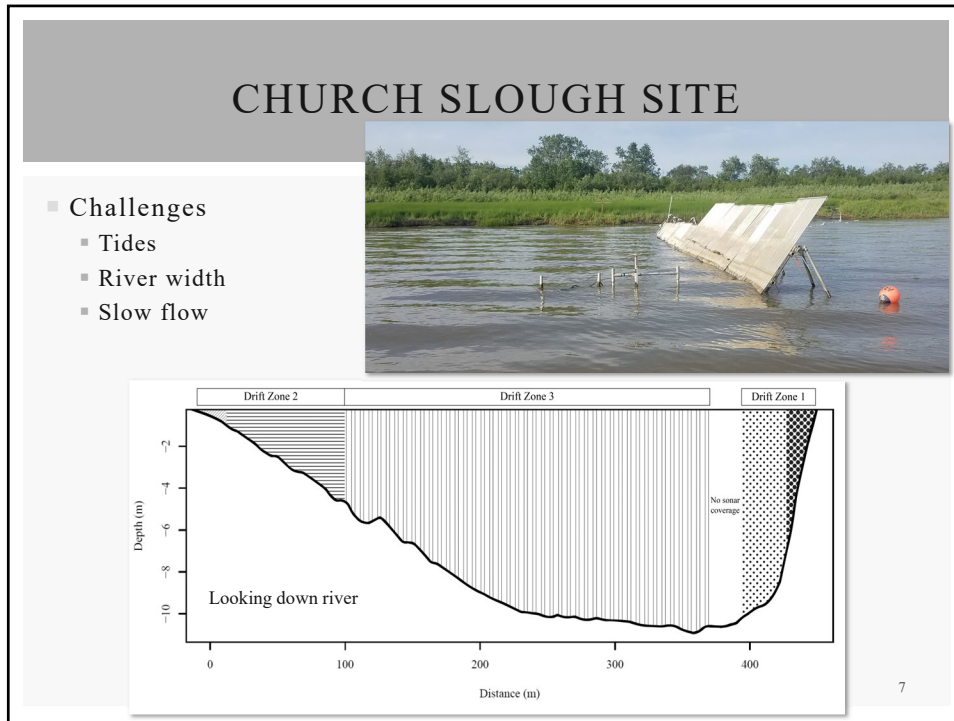 CHURCH SLOUGH SITE
Challenges
Tides
River width
Slow flow
Drift Zone 2
Drift Zone 3
Drift Zone 1
No sonar
coverage
Depth (m)
−2
−4
−6
−8
−10
Looking down river
0
100
200
300
400
Distance (m)
7